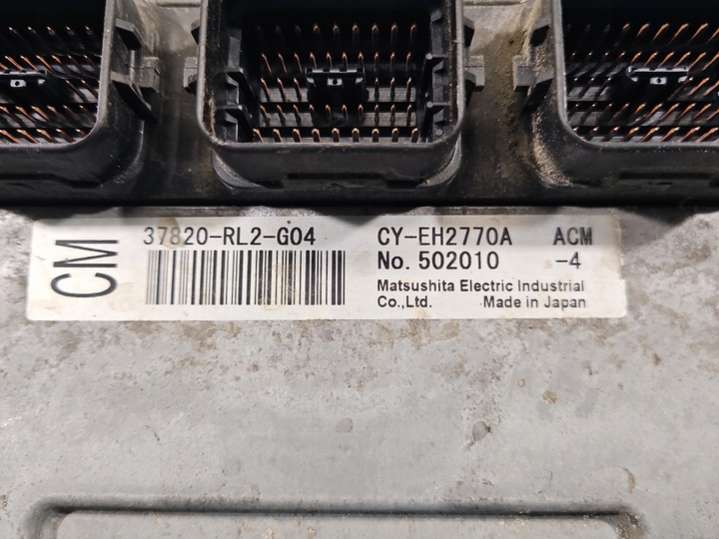 CM
37820-RL2-G04 CY-EH2770A ACM
No. 502010 -4
Matsushita Electric Industrial
Co.,Ltd. Made in Japan